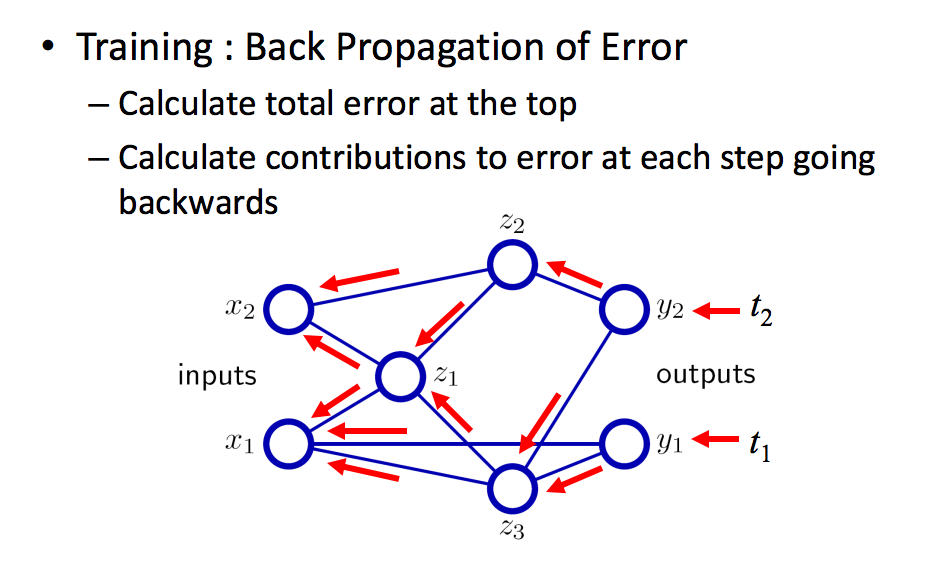 • Training : Back Propagation of Error
– Calculate total error at the top
– Calculate contributions to error at each step going
backwards
z₂
x₂
y₂
t₂
inputs
z₁
outputs
x₁
y₁
t₁
z₃